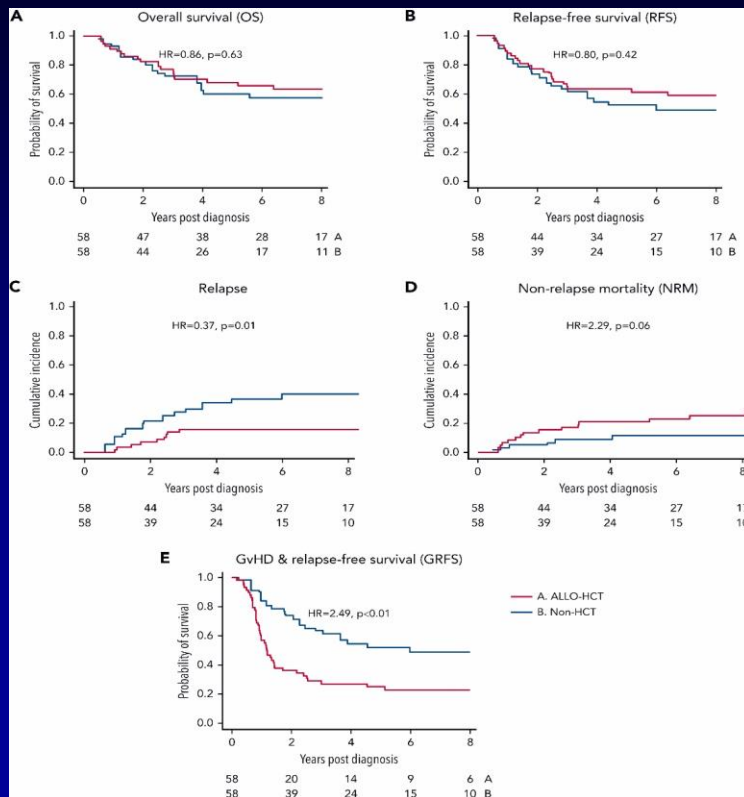 A Overall survival (OS)
HR=0.86, p=0.63
Probability of survival
1.0
0.8
0.6
0.4
0.2
0.0
0 2 4 6 8
Years post diagnosis
58 47 38 28 17 A
58 44 26 17 11 B
B Relapse-free survival (RFS)
HR=0.80, p=0.42
Probability of survival
1.0
0.8
0.6
0.4
0.2
0.0
0 2 4 6 8
Years post diagnosis
58 44 34 27 17 A
58 39 24 15 10 B
C Relapse
HR=0.37, p=0.01
Cumulative incidence
1.0
0.8
0.6
0.4
0.2
0.0
0 2 4 6 8
Years post diagnosis
58 44 34 27 17
58 39 24 15 10
D Non-relapse mortality (NRM)
HR=2.29, p=0.06
Cumulative incidence
1.0
0.8
0.6
0.4
0.2
0.0
0 2 4 6 8
Years post diagnosis
58 44 34 27 17
58 39 24 15 10
E GvHD & relapse-free survival (GRFS)
HR=2.49, p<0.01
Probability of survival
1.0
0.8
0.6
0.4
0.2
0.0
0 2 4 6 8
Years post diagnosis
58 20 14 9 6 A
58 39 24 15 10 B
A. ALLO-HCT
B. Non-HCT